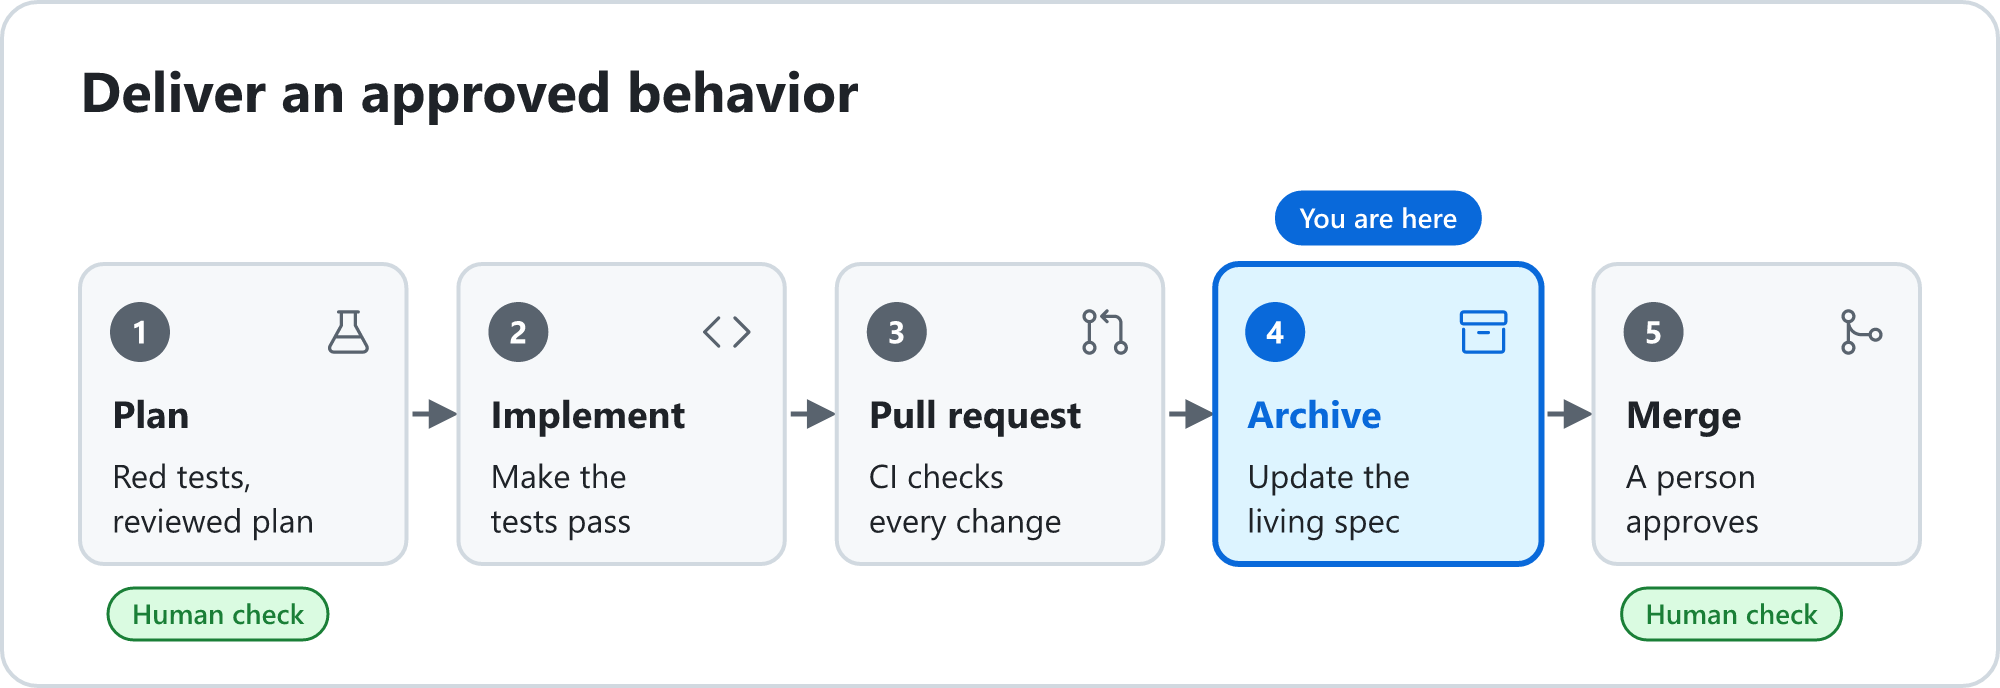 Deliver an approved behavior
You are here
1
Plan
Red tests,
reviewed plan
Human check
2
Implement
Make the
tests pass
3
Pull request
CI checks
every change
4
Archive
Update the
living spec
5
Merge
A person
approves
Human check